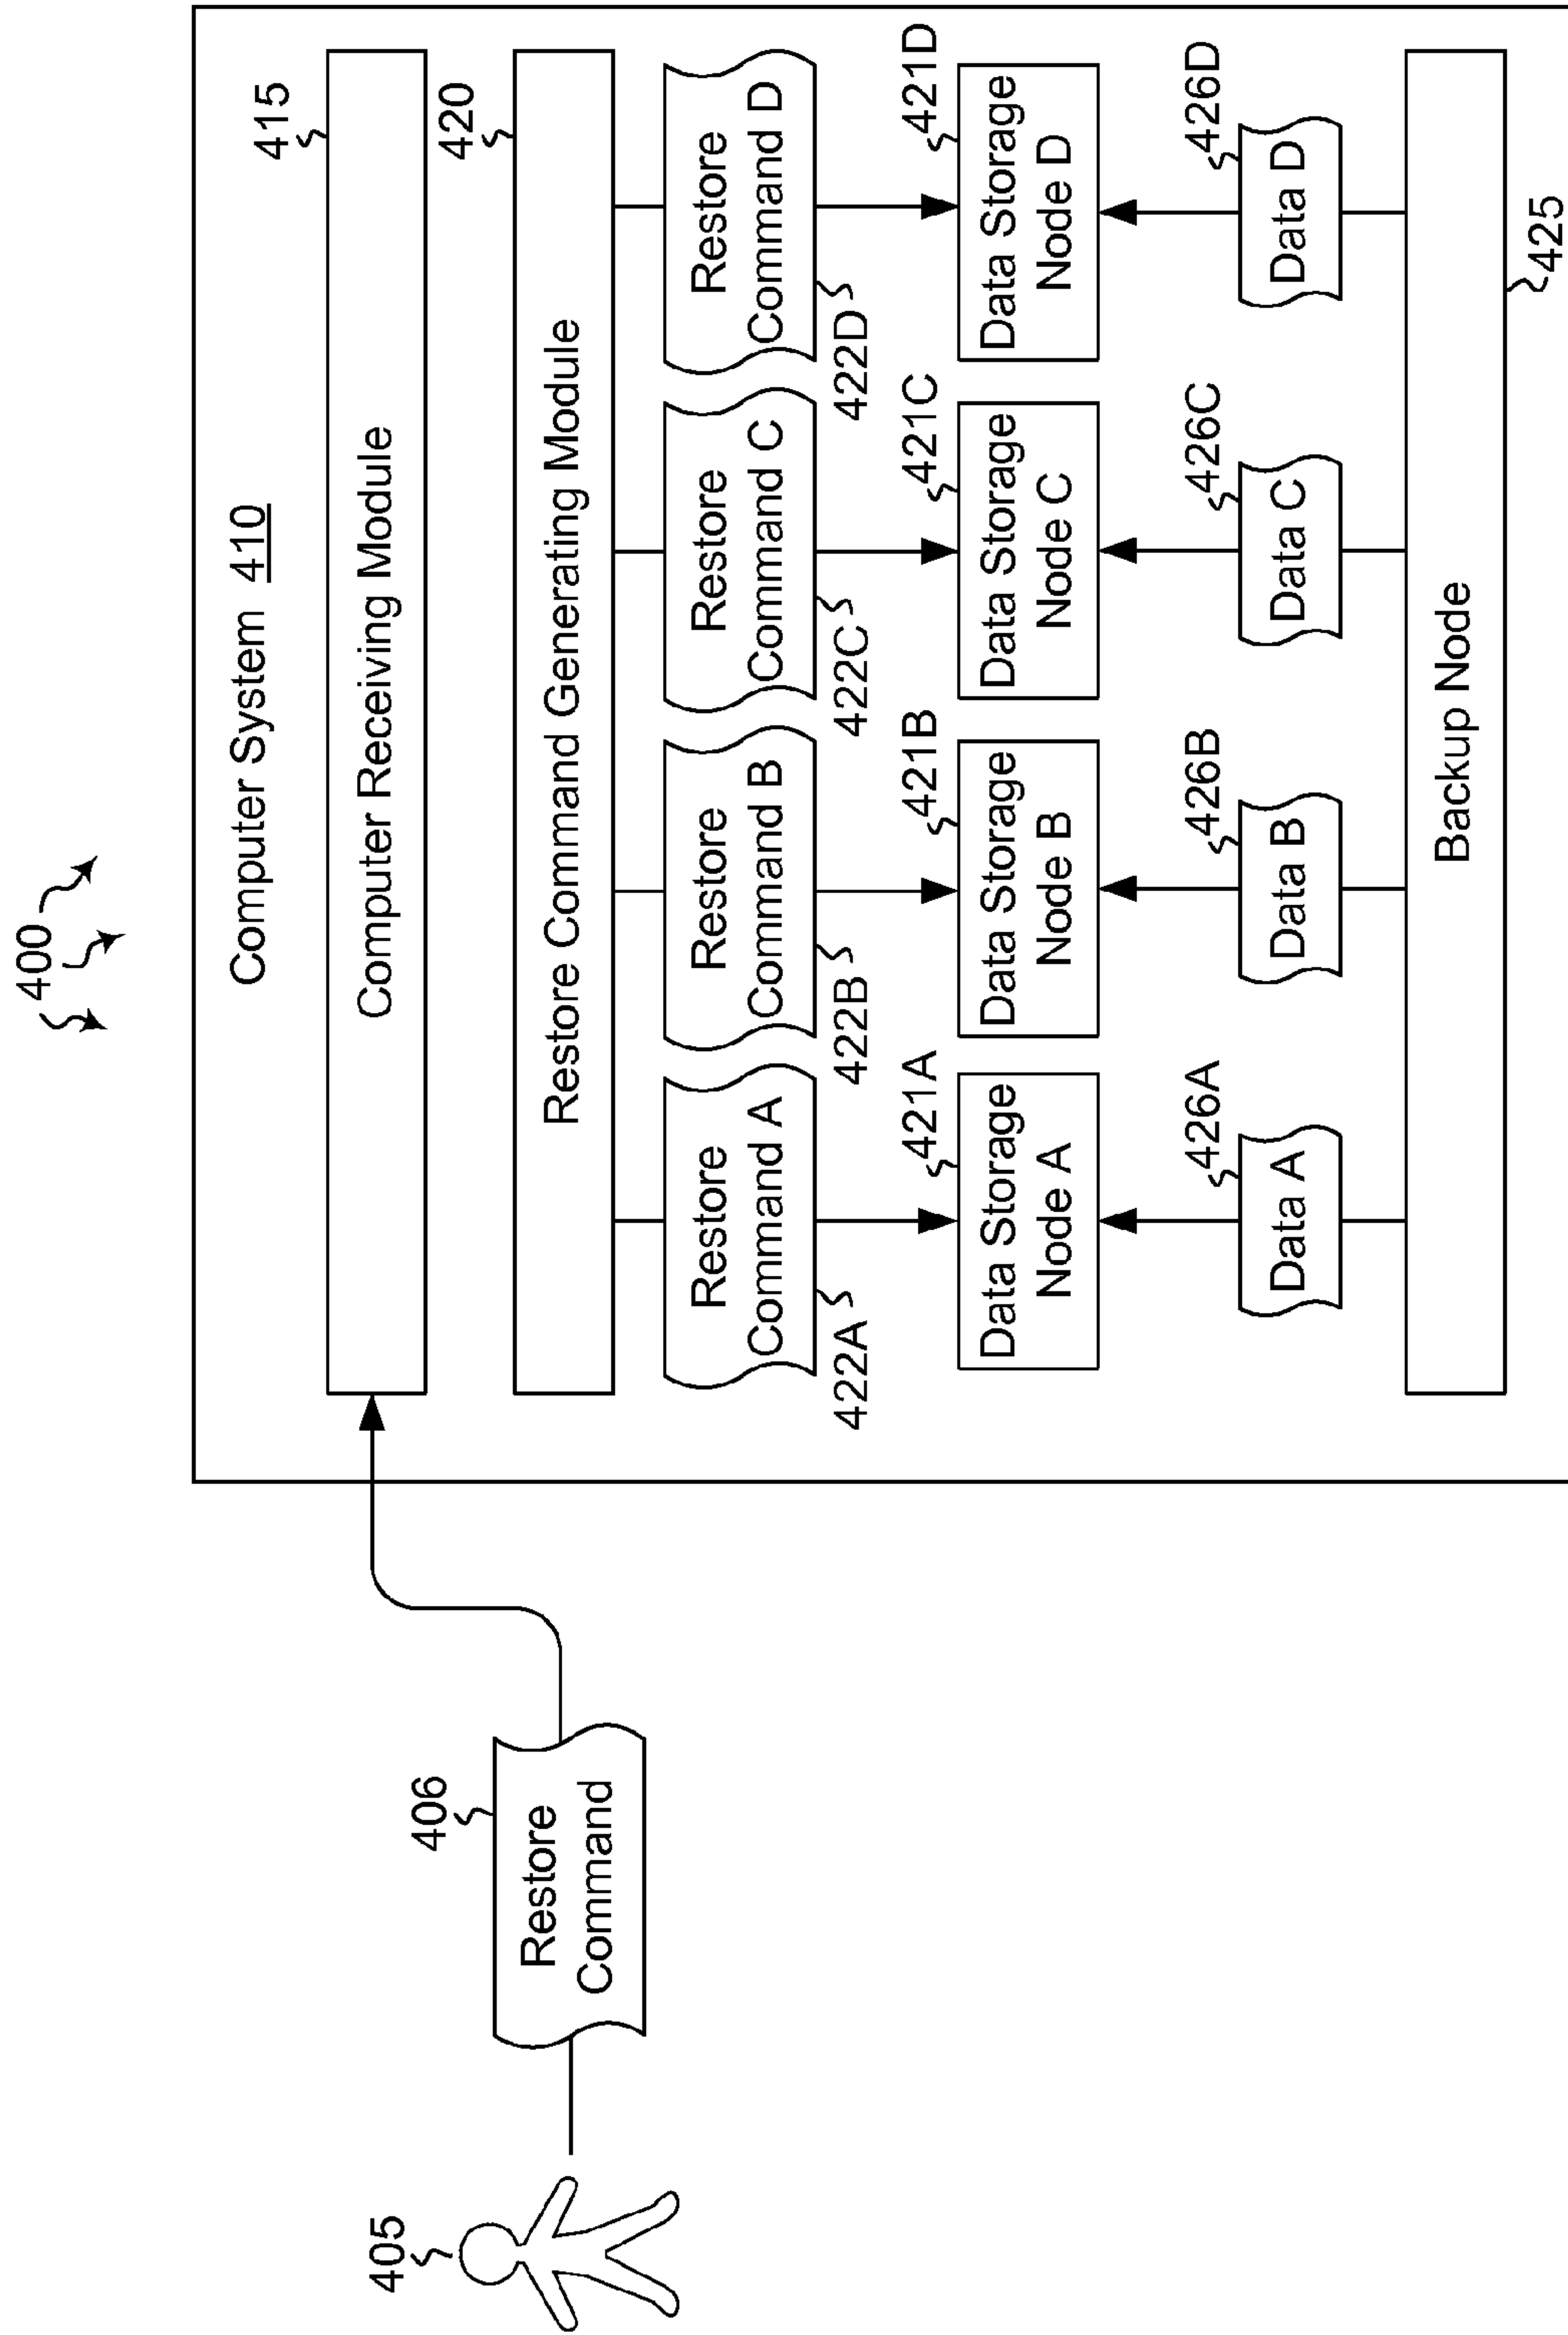 400
Computer System 410
415
Computer Receiving Module
420
Restore Command Generating Module
405
406
Restore
Command
Restore
Command A
Restore
Command B
Restore
Command C
Restore
Command D
422A
422B
422C
422D
421A
421B
421C
421D
Data Storage
Node A
Data Storage
Node B
Data Storage
Node C
Data Storage
Node D
426A
426B
426C
426D
Data A
Data B
Data C
Data D
Backup Node
425